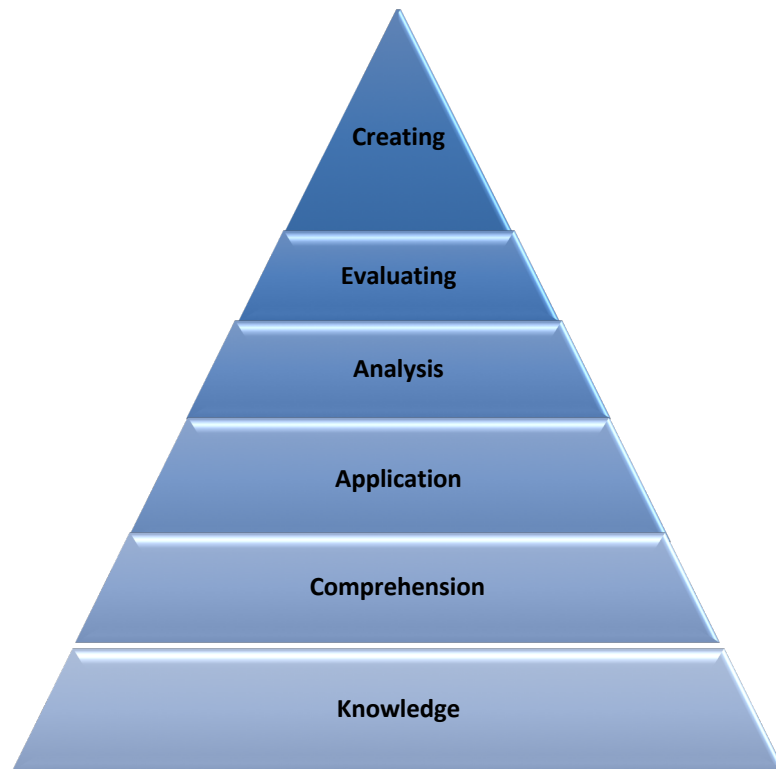 Creating
Evaluating
Analysis
Application
Comprehension
Knowledge